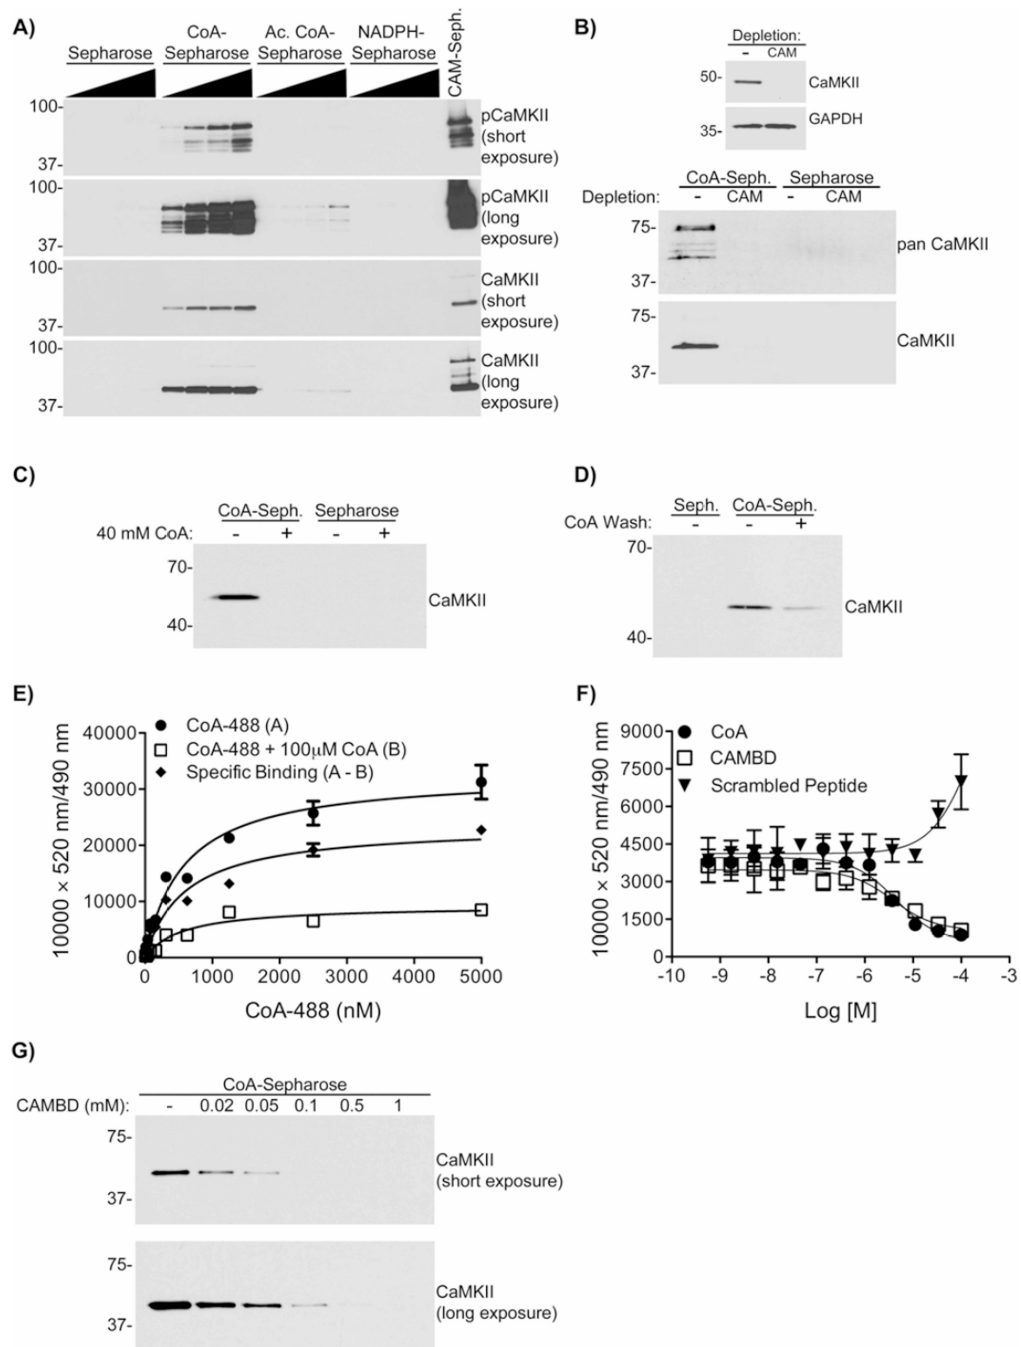 A)
Sepharose
CoA-
Sepharose
Ac. CoA-
Sepharose
NADPH-
Sepharose
CAM-Seph.
100-
37-
pCaMKII
(short
exposure)
100-
37-
pCaMKII
(long
exposure)
100-
37-
CaMKII
(short
exposure)
100-
37-
CaMKII
(long
exposure)
B)
Depletion:
- CAM
50-
CaMKII
35-
GAPDH
CoA-Seph. Sepharose
Depletion: - CAM - CAM
75-
37-
pan CaMKII
75-
37-
CaMKII
C)
CoA-Seph. Sepharose
40 mM CoA: - + - +
70-
40-
CaMKII
D)
Seph. CoA-Seph.
CoA Wash: - - +
70-
40-
CaMKII
E)
10000 × 520 nm/490 nm
40000
30000
20000
10000
0
CoA-488 (A)
CoA-488 + 100µM CoA (B)
Specific Binding (A - B)
0 1000 2000 3000 4000 5000
CoA-488 (nM)
F)
10000 × 520 nm/490 nm
9000
7500
6000
4500
3000
1500
0
CoA
CAMBD
Scrambled Peptide
-10 -9 -8 -7 -6 -5 -4 -3
Log [M]
G)
CoA-Sepharose
CAMBD (mM): - 0.02 0.05 0.1 0.5 1
75-
37-
CaMKII
(short exposure)
75-
37-
CaMKII
(long exposure)